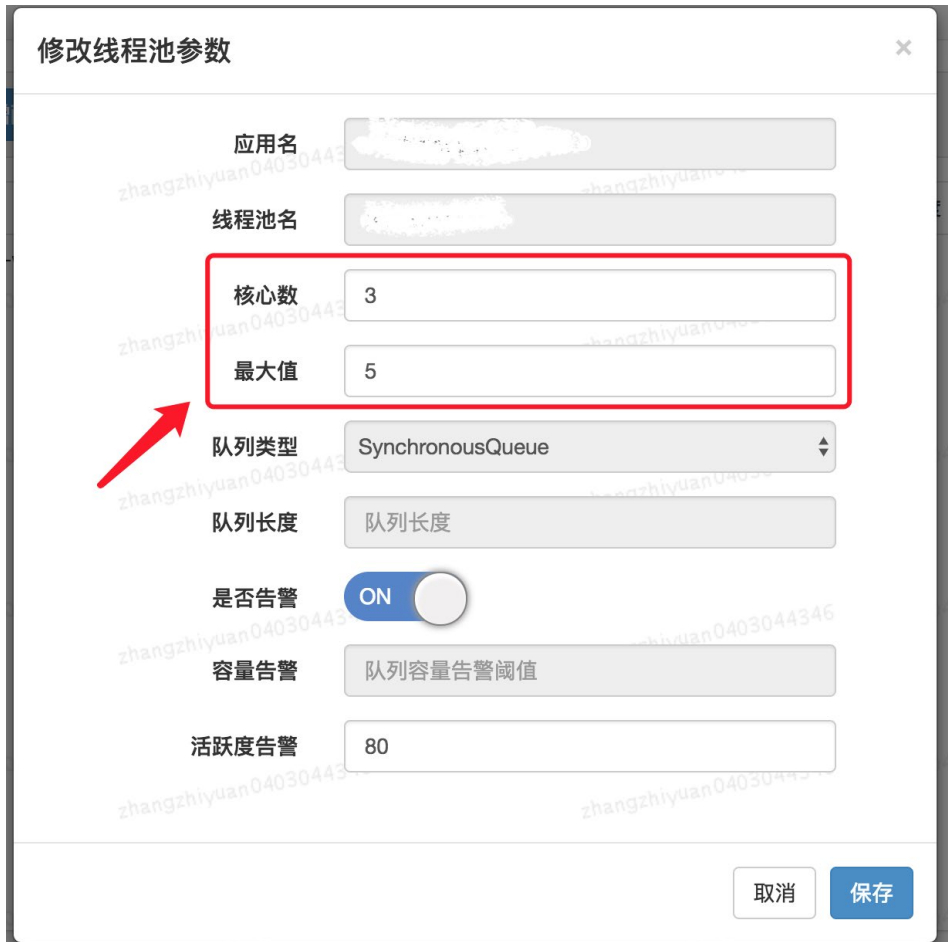 修改线程池参数 ×
应用名
线程池名
核心数 3
最大值 5
队列类型 SynchronousQueue
队列长度 队列长度
是否告警 ON
容量告警 队列容量告警阈值
活跃度告警 80
zhangzhiyuan0403044346
取消 保存